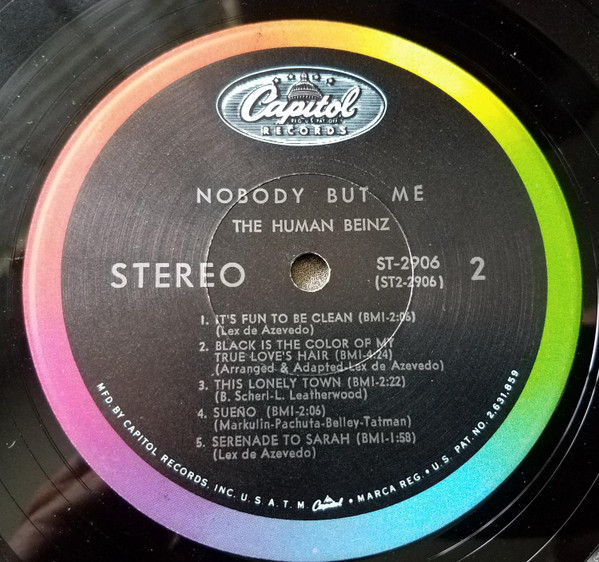 Capitol
REG. U.S. PAT. OFF.
RECORDS
NOBODY BUT ME
THE HUMAN BEINZ
STEREO
ST-2906
(ST2-2906)
2
1. IT'S FUN TO BE CLEAN (BMI-2:05)
(Lex de Azevedo)
2. BLACK IS THE COLOR OF MY
TRUE LOVE'S HAIR (BMI-4:24)
(Arranged & Adapted-Lex de Azevedo)
3. THIS LONELY TOWN (BMI-2:22)
(B. Scheri-L. Leatherwood)
4. SUEÑO (BMI-2:06)
(Markulin-Pachuta-Belley-Tatman)
5. SERENADE TO SARAH (BMI-1:58)
(Lex de Azevedo)
MFD. BY CAPITOL RECORDS, INC. U.S.A. T.M. Capitol • MARCA REG. • U.S. PAT. NO. 2,631,859